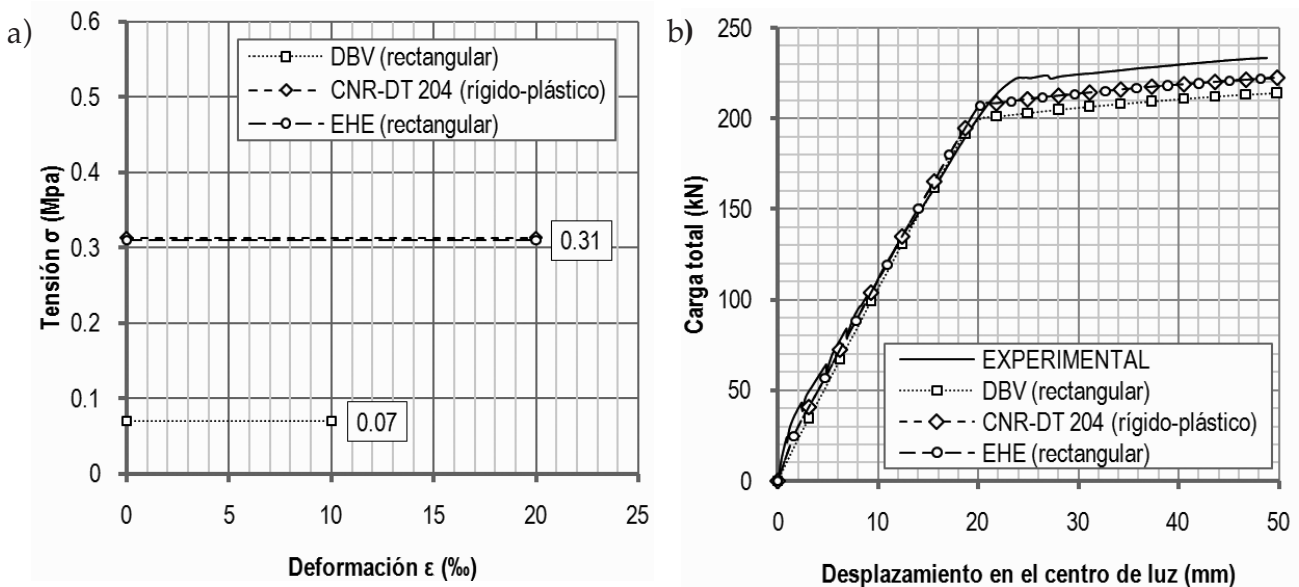 a)
0.6
0.5
0.4
0.3
0.2
0.1
0
Tensión σ (Mpa)
DBV (rectangular)
CNR-DT 204 (rígido-plástico)
EHE (rectangular)
0.31
0.07
0 5 10 15 20 25
Deformación ε (‰)
b)
250
200
150
100
50
0
Carga total (kN)
EXPERIMENTAL
DBV (rectangular)
CNR-DT 204 (rígido-plástico)
EHE (rectangular)
0 10 20 30 40 50
Desplazamiento en el centro de luz (mm)